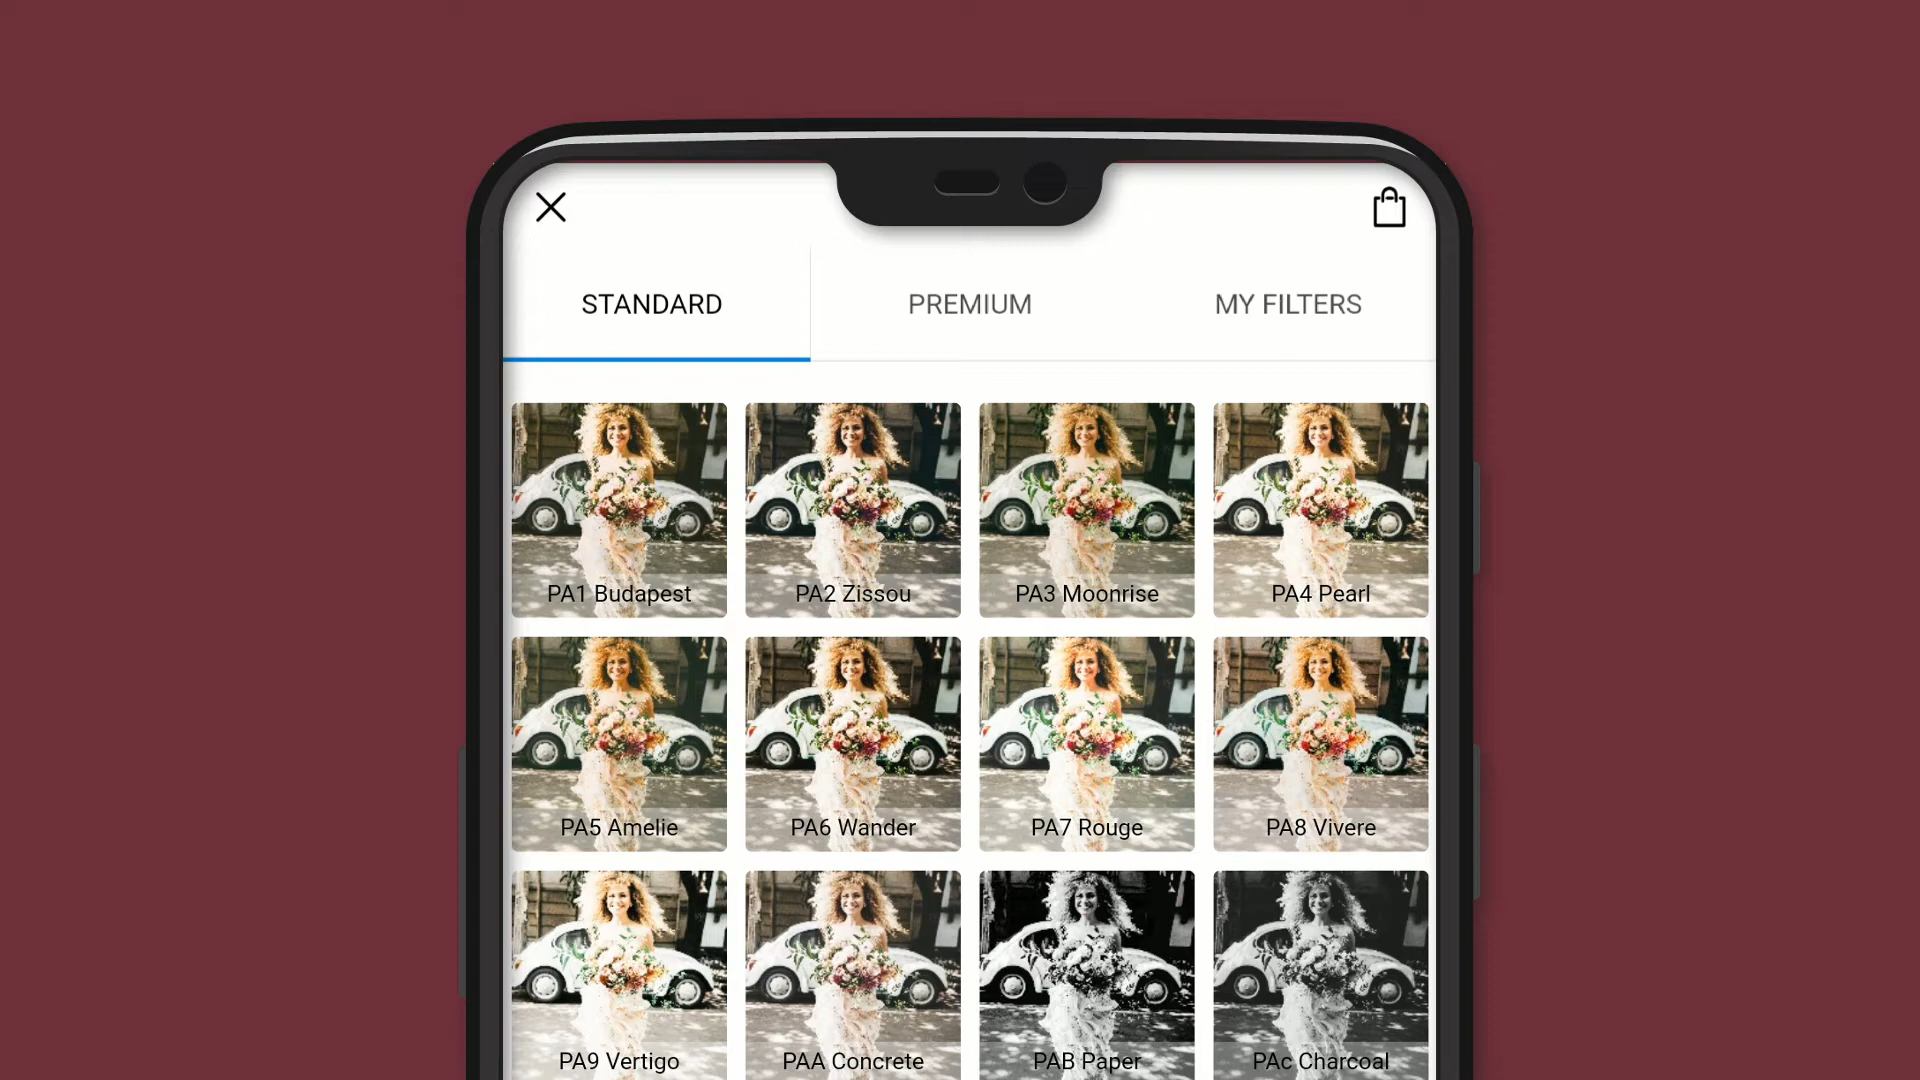 STANDARD
PREMIUM
MY FILTERS
PA1 Budapest
PA2 Zissou
PA3 Moonrise
PA4 Pearl
PA5 Amelie
PA6 Wander
PA7 Rouge
PA8 Vivere
PA9 Vertigo
PAA Concrete
PAB Paper
PAc Charcoal